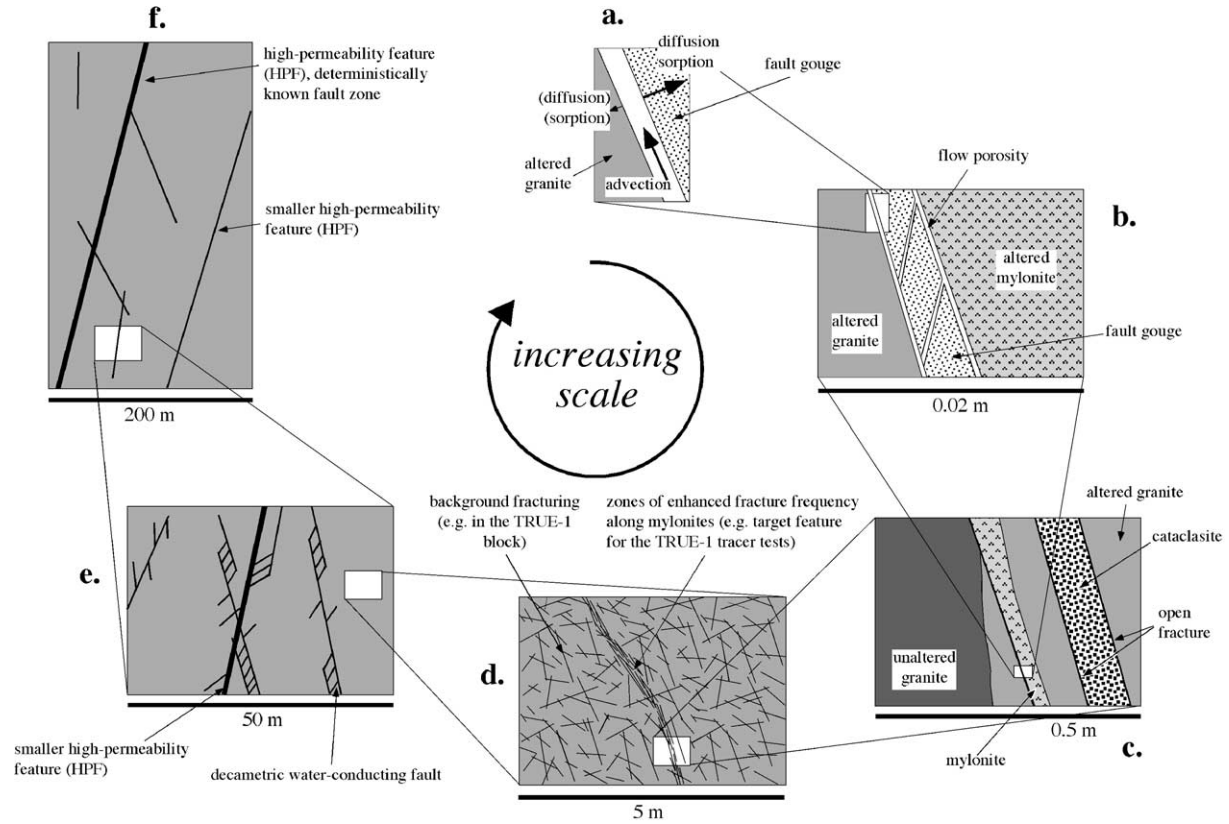 f.
high-permeability feature
(HPF), deterministically
known fault zone
smaller high-permeability
feature (HPF)
200 m
a.
diffusion
sorption
fault gouge
(diffusion)
(sorption)
altered
granite
advection
flow porosity
b.
altered
mylonite
altered
granite
fault gouge
0.02 m
increasing
scale
background fracturing
(e.g. in the TRUE-1
block)
zones of enhanced fracture frequency
along mylonites (e.g. target feature
for the TRUE-1 tracer tests)
altered granite
cataclasite
open
fracture
unaltered
granite
0.5 m
mylonite
c.
e.
50 m
smaller high-permeability
feature (HPF)
decametric water-conducting fault
d.
5 m